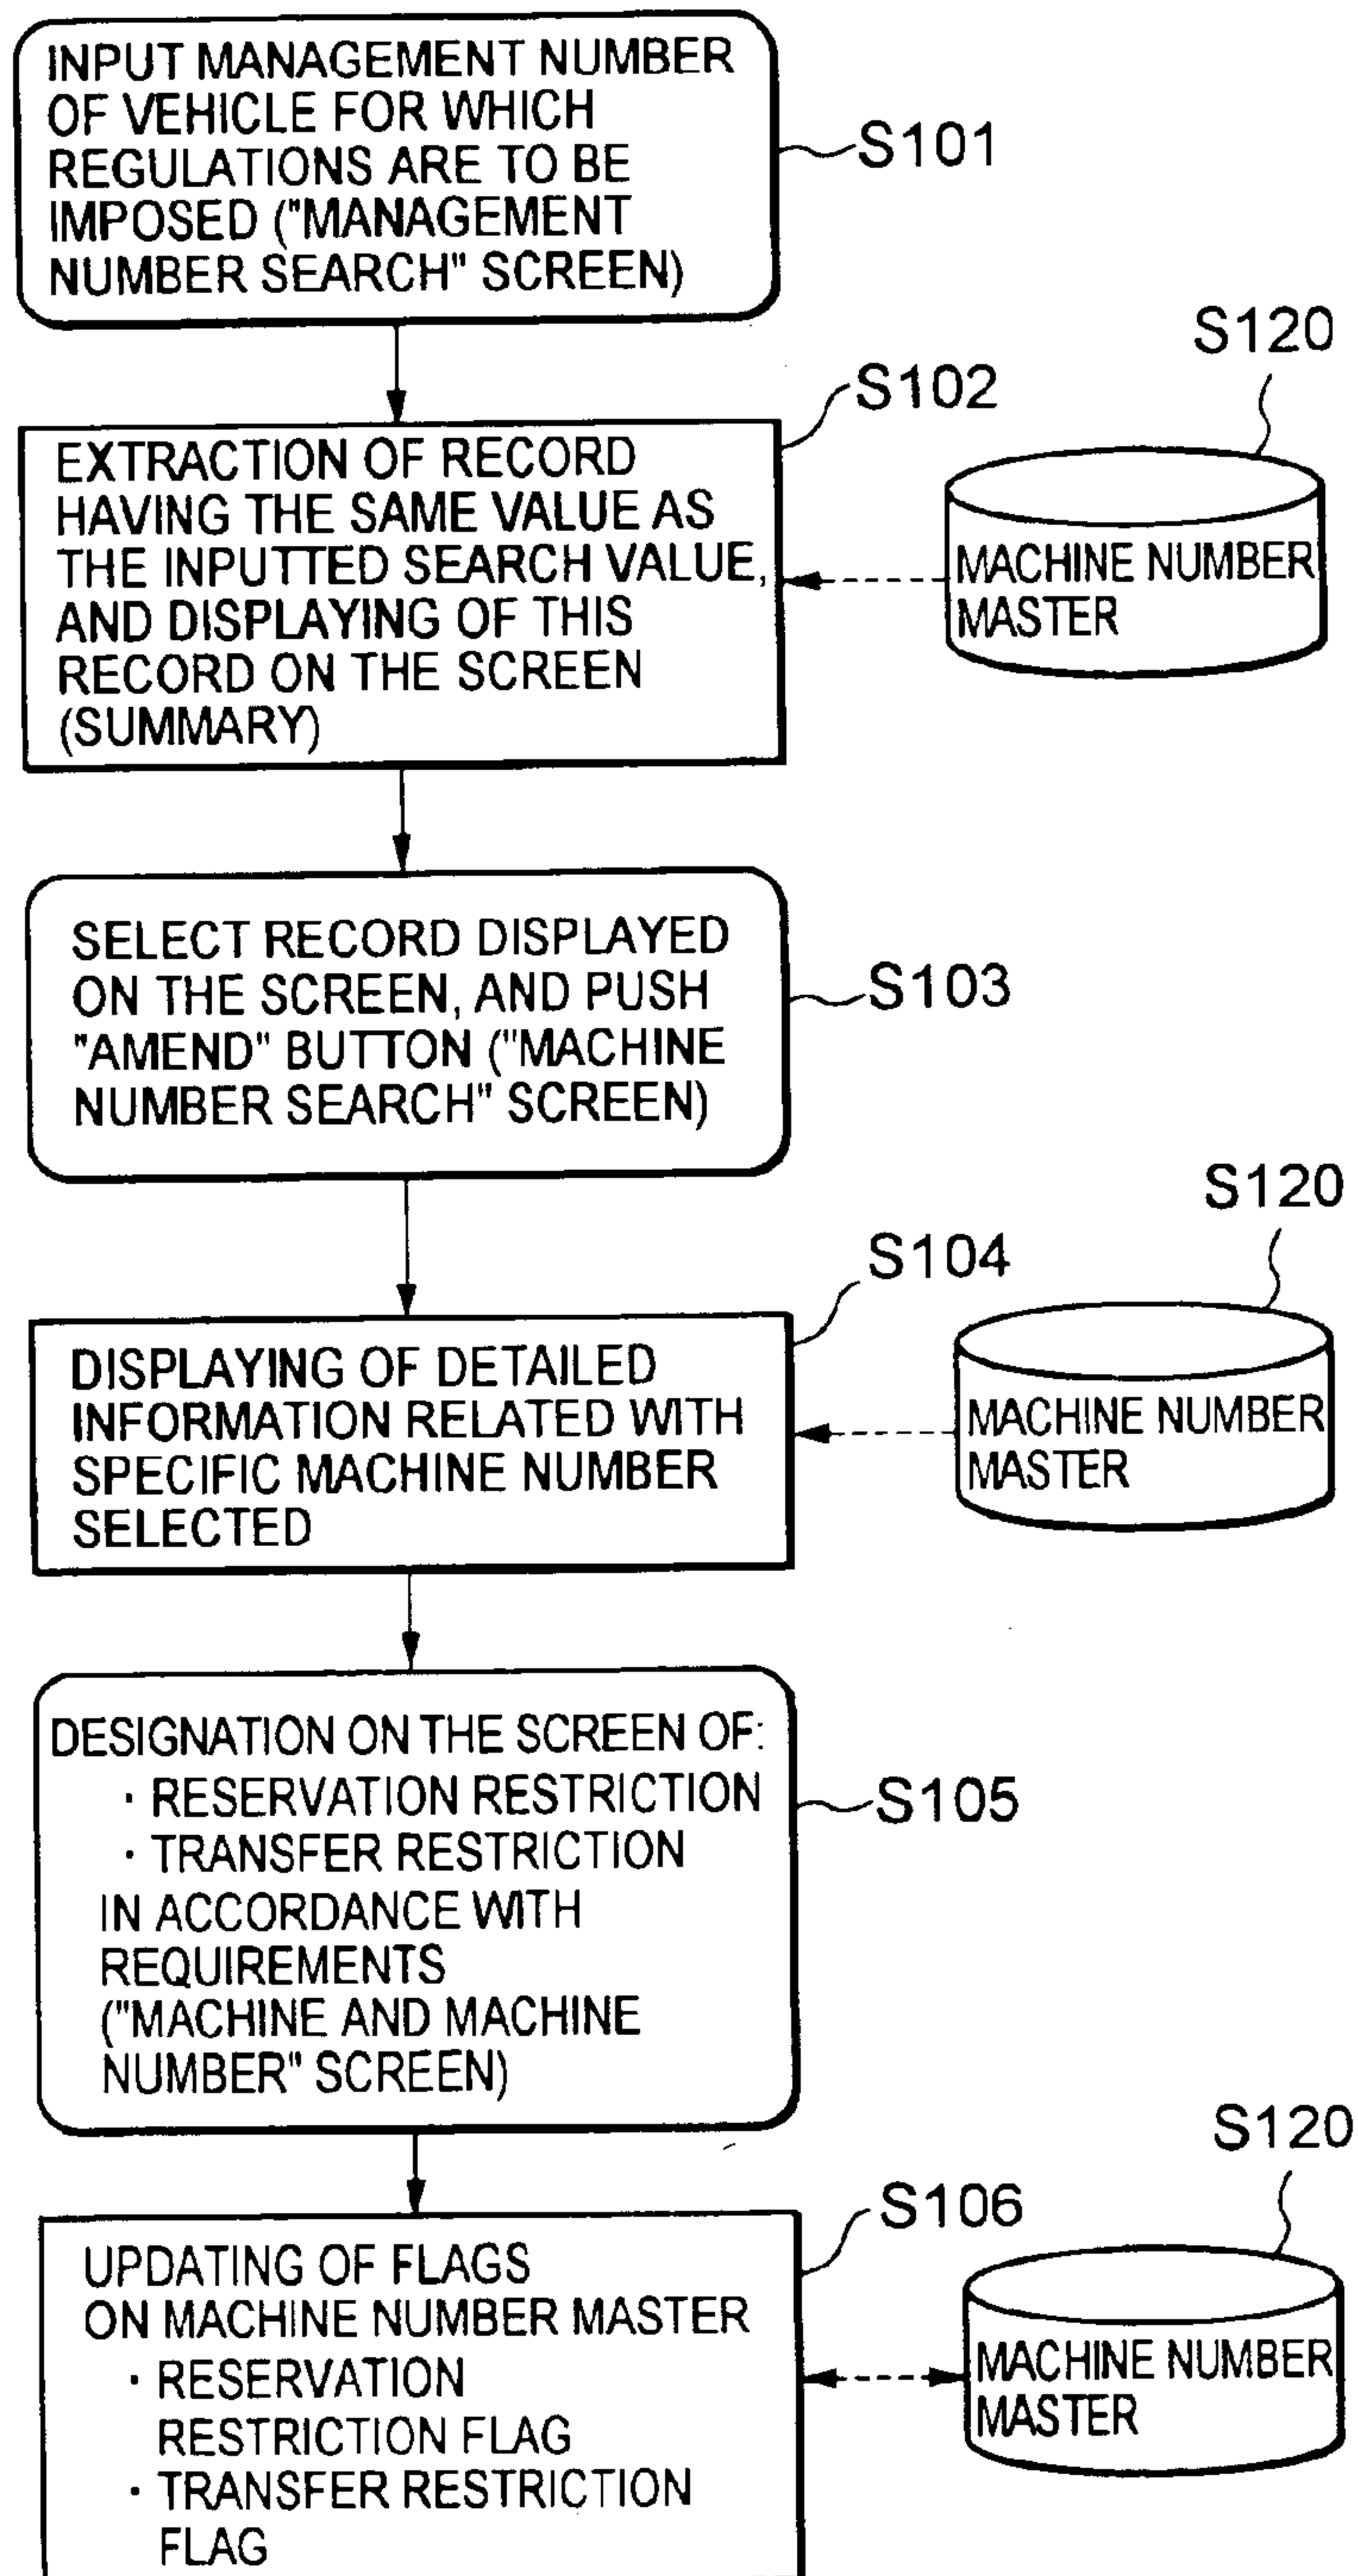 INPUT MANAGEMENT NUMBER
OF VEHICLE FOR WHICH
REGULATIONS ARE TO BE
IMPOSED ("MANAGEMENT
NUMBER SEARCH" SCREEN)
S101
S120
S102
EXTRACTION OF RECORD
HAVING THE SAME VALUE AS
THE INPUTTED SEARCH VALUE,
AND DISPLAYING OF THIS
RECORD ON THE SCREEN
(SUMMARY)
MACHINE NUMBER
MASTER
SELECT RECORD DISPLAYED
ON THE SCREEN, AND PUSH
"AMEND" BUTTON ("MACHINE
NUMBER SEARCH" SCREEN)
S103
S120
S104
DISPLAYING OF DETAILED
INFORMATION RELATED WITH
SPECIFIC MACHINE NUMBER
SELECTED
MACHINE NUMBER
MASTER
DESIGNATION ON THE SCREEN OF:
· RESERVATION RESTRICTION
· TRANSFER RESTRICTION
IN ACCORDANCE WITH
REQUIREMENTS
("MACHINE AND MACHINE
NUMBER" SCREEN)
S105
S120
S106
UPDATING OF FLAGS
ON MACHINE NUMBER MASTER
· RESERVATION
RESTRICTION FLAG
· TRANSFER RESTRICTION
FLAG
MACHINE NUMBER
MASTER